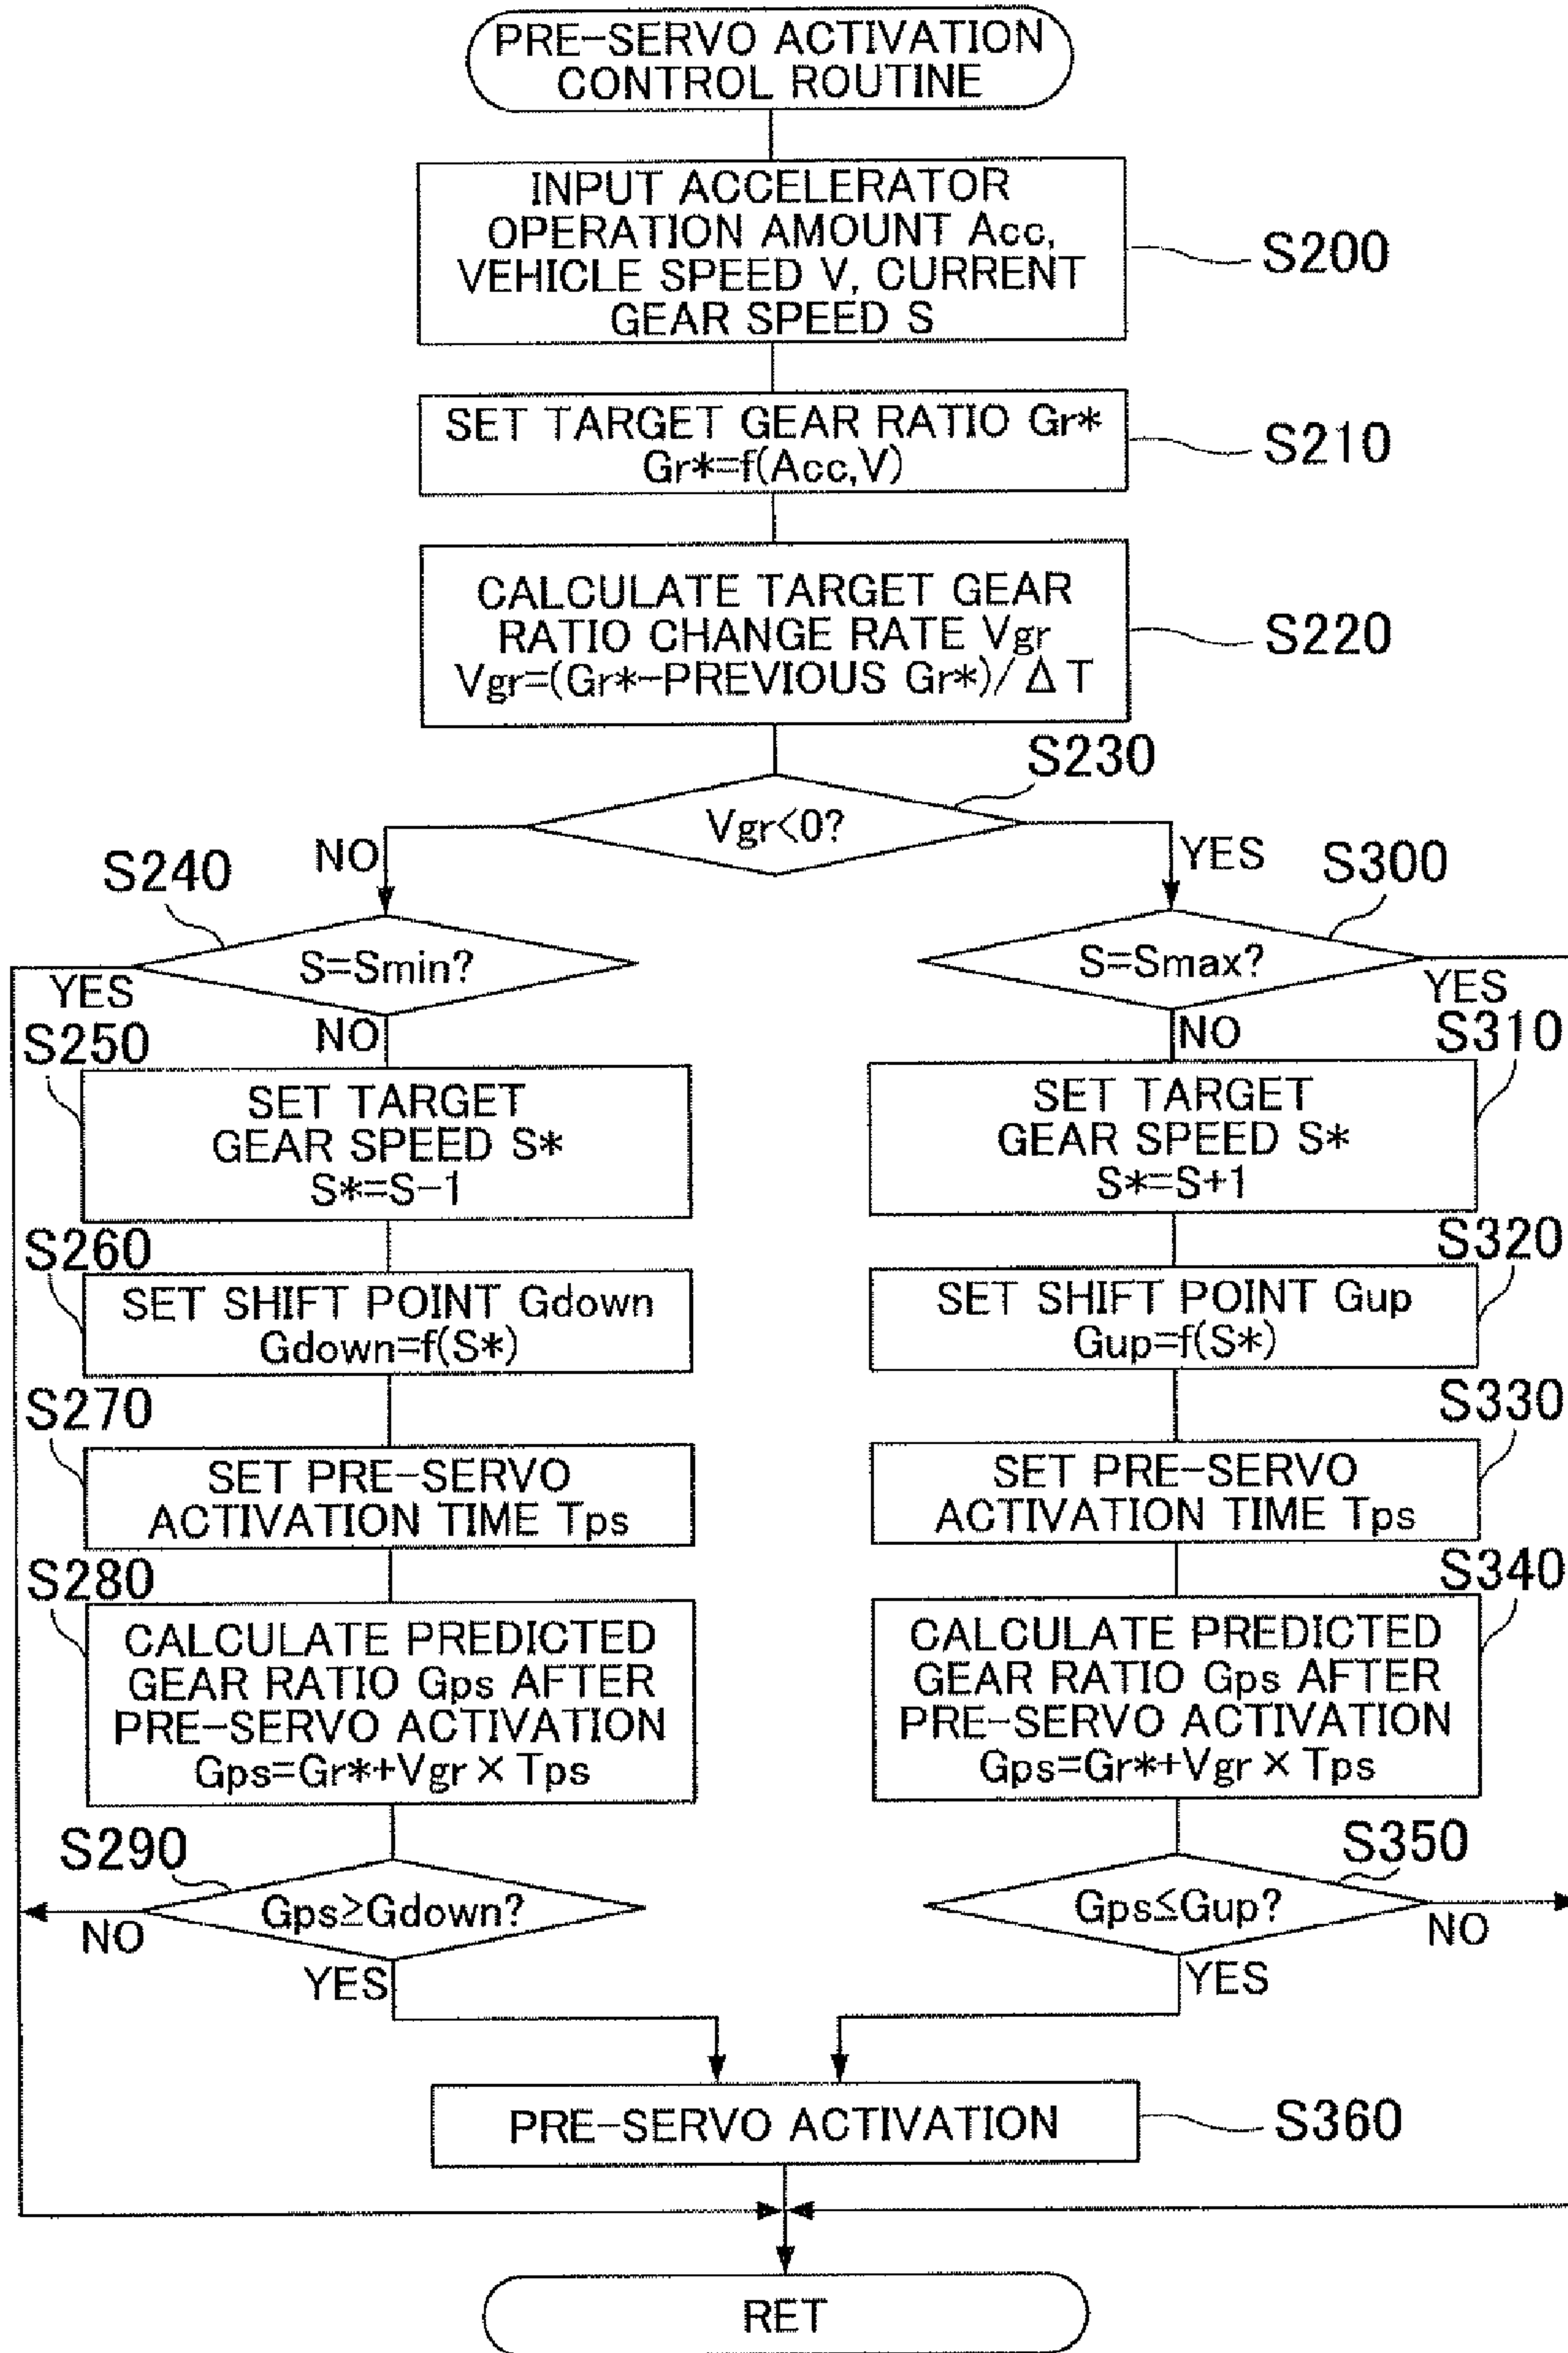 PRE-SERVO ACTIVATION
CONTROL ROUTINE
INPUT ACCELERATOR
OPERATION AMOUNT Acc,
VEHICLE SPEED V, CURRENT
GEAR SPEED S
S200
SET TARGET GEAR RATIO Gr*
Gr*=f(Acc,V)
S210
CALCULATE TARGET GEAR
RATIO CHANGE RATE Vgr
Vgr=(Gr*-PREVIOUS Gr*)/ΔT
S220
S230
Vgr<0?
NO
YES
S240
S=Smin?
YES
NO
S250
SET TARGET
GEAR SPEED S*
S*=S-1
S260
SET SHIFT POINT Gdown
Gdown=f(S*)
S270
SET PRE-SERVO
ACTIVATION TIME Tps
S280
CALCULATE PREDICTED
GEAR RATIO Gps AFTER
PRE-SERVO ACTIVATION
Gps=Gr*+Vgr×Tps
S290
Gps≥Gdown?
NO
YES
S300
S=Smax?
YES
NO
S310
SET TARGET
GEAR SPEED S*
S*=S+1
S320
SET SHIFT POINT Gup
Gup=f(S*)
S330
SET PRE-SERVO
ACTIVATION TIME Tps
S340
CALCULATE PREDICTED
GEAR RATIO Gps AFTER
PRE-SERVO ACTIVATION
Gps=Gr*+Vgr×Tps
S350
Gps≤Gup?
NO
YES
PRE-SERVO ACTIVATION
S360
RET